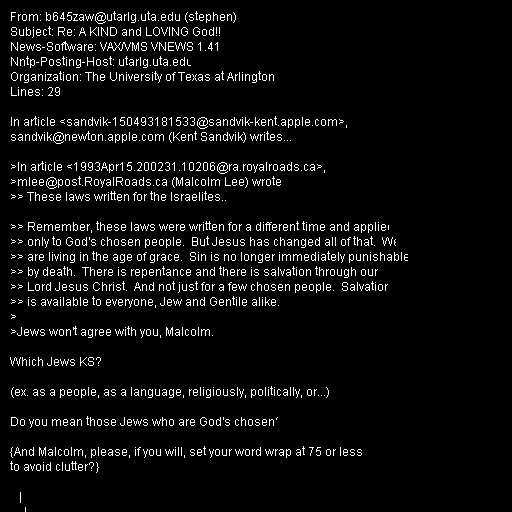 From: b645zaw@utarlg.uta.edu (stephen)
Subject: Re: A KIND and LOVING God!!
News-Software: VAX/VMS VNEWS 1.41
Nntp-Posting-Host: utarlg.uta.edu
Organization: The University of Texas at Arlington
Lines: 29

In article <sandvik-150493181533@sandvik-kent.apple.com>,
sandvik@newton.apple.com (Kent Sandvik) writes...

>In article <1993Apr15.200231.10206@ra.royalroads.ca>,
>mlee@post.RoyalRoads.ca (Malcolm Lee) wrote
>> These laws written for the Israelites..

>> Remember, these laws were written for a different time and applied
>> only to God's chosen people.  But Jesus has changed all of that.  We
>> are living in the age of grace.  Sin is no longer immediately punishable
>> by death.  There is repentance and there is salvation through our
>> Lord Jesus Christ.  And not just for a few chosen people.  Salvation
>> is available to everyone, Jew and Gentile alike.
>
>Jews won't agree with you, Malcolm.

Which Jews KS?

(ex. as a people, as a language, religiously, politically, or...)

Do you mean those Jews who are God's chosen?

{And Malcolm, please, if you will, set your word wrap at 75 or less
to avoid clutter?}

|